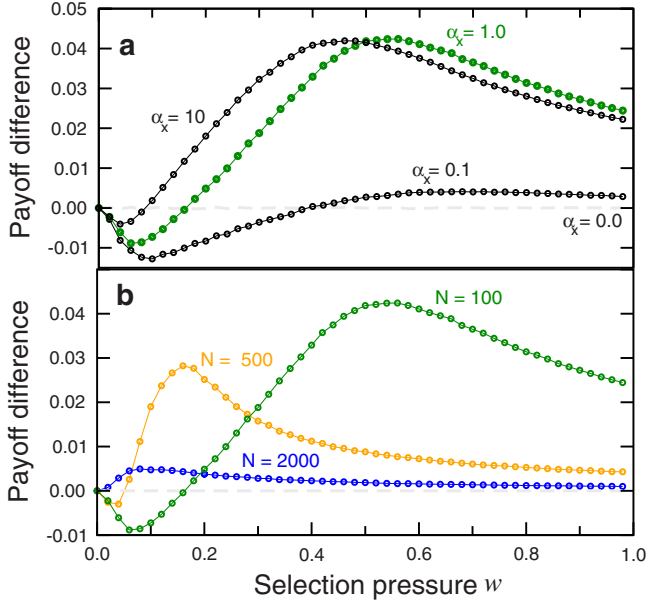 a
Payoff difference
0.05
0.04
0.03
0.02
0.01
0.00
-0.01
αx= 10
αx= 1.0
αx= 0.1
αx= 0.0
b
Payoff difference
0.04
0.03
0.02
0.01
0.00
-0.01
N = 100
N = 500
N = 2000
0.0 0.2 0.4 0.6 0.8 1.0
Selection pressure w